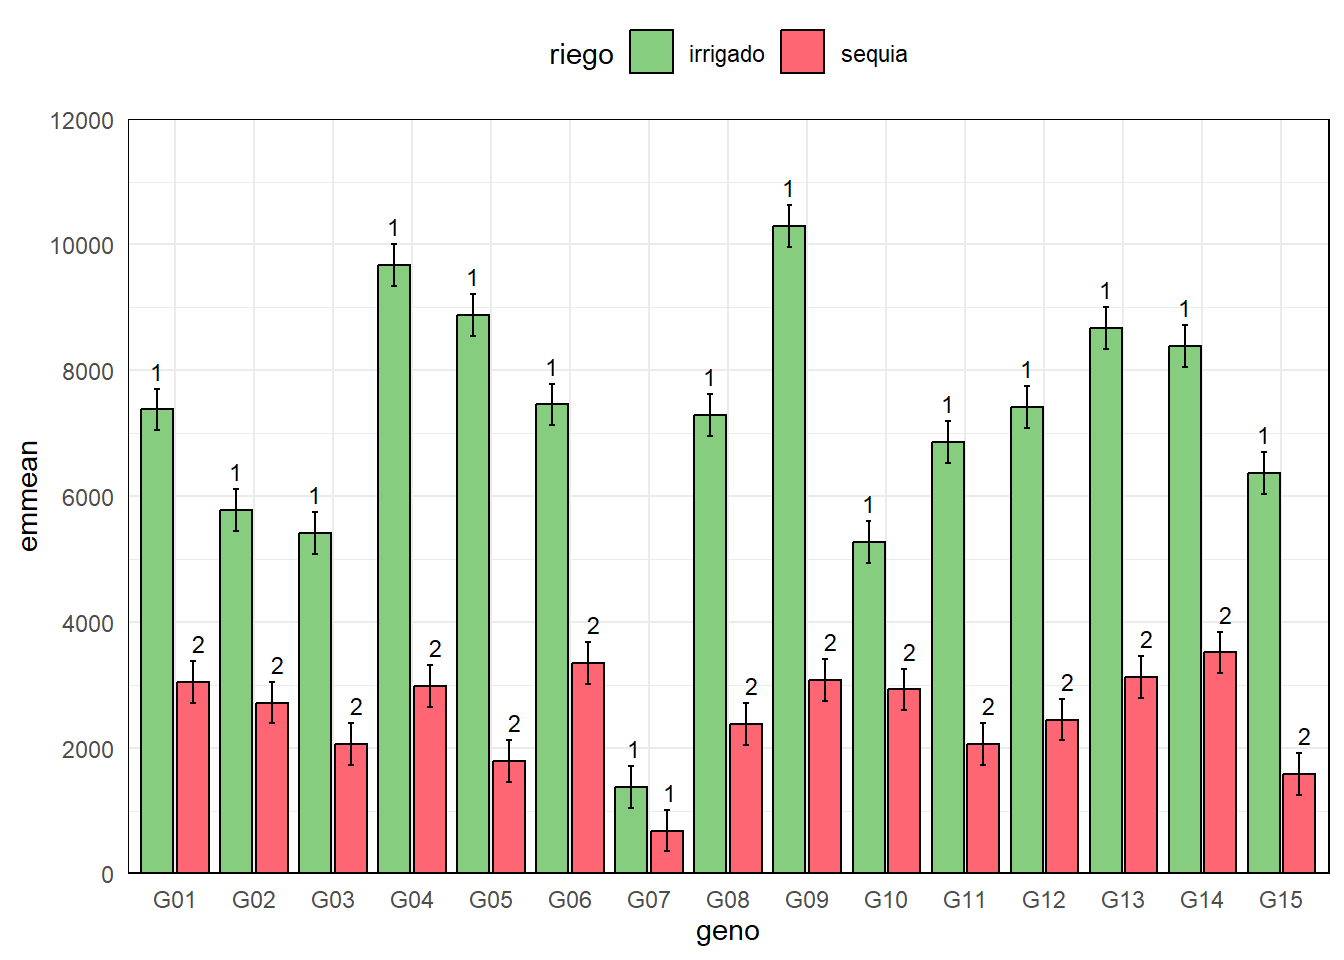 riego irrigado sequia
12000
10000
8000
6000
4000
2000
0
emmean
1 1 1 1 1 1 1 1 1 1 1 1 1 1 1
2 2 2 2 2 2 1 2 2 2 2 2 2 2 2
G01 G02 G03 G04 G05 G06 G07 G08 G09 G10 G11 G12 G13 G14 G15
geno